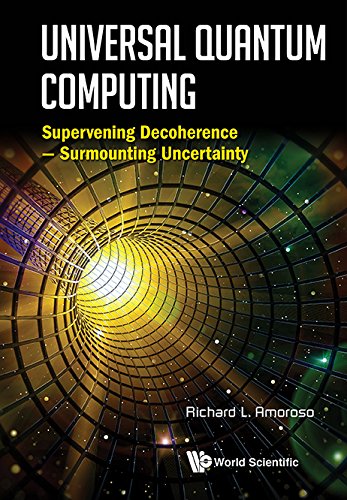 UNIVERSAL QUANTUM
COMPUTING
Supervening Decoherence
— Surmounting Uncertainty
Richard L. Amoroso
World Scientific